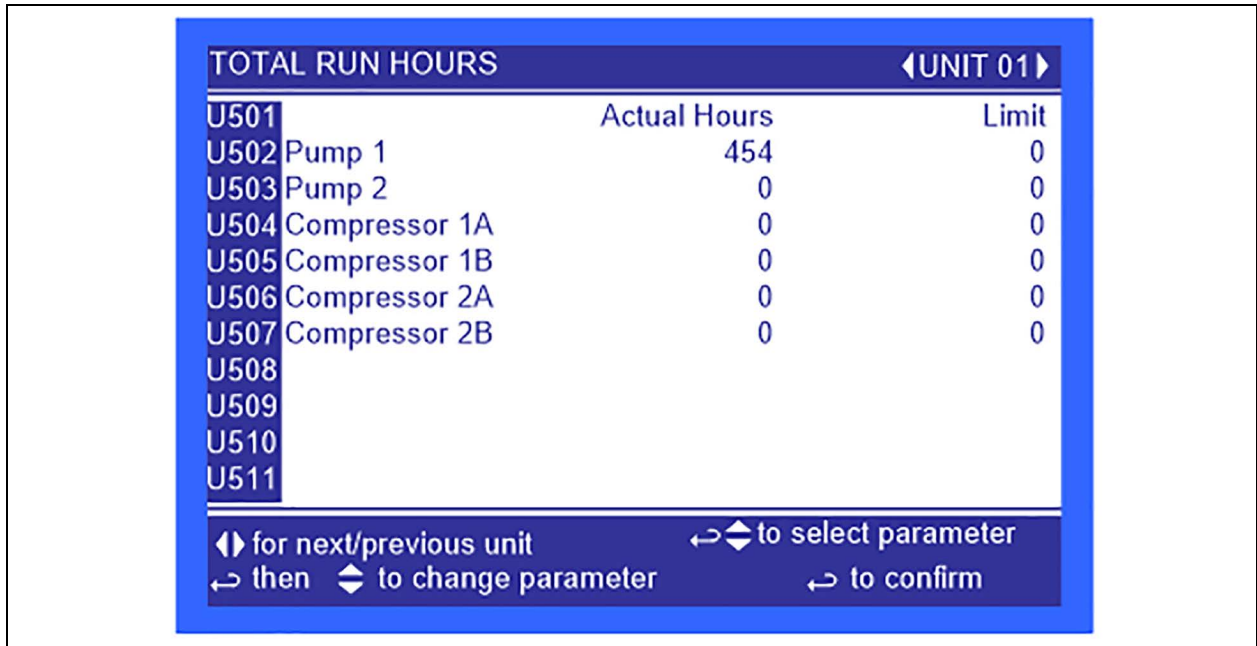 TOTAL RUN HOURS UNIT 01
U501 Actual Hours Limit
U502 Pump 1 454 0
U503 Pump 2 0 0
U504 Compressor 1A 0 0
U505 Compressor 1B 0 0
U506 Compressor 2A 0 0
U507 Compressor 2B 0 0
U508
U509
U510
U511
for next/previous unit to select parameter
then to change parameter to confirm